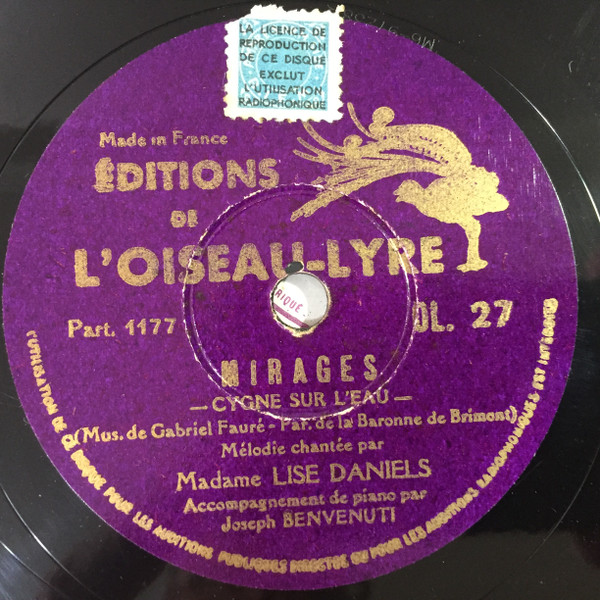 LA LICENCE DE
REPRODUCTION
DE CE DISQUE
EXCLUT
L'UTILISATION
RADIOPHONIQUE
Made in France
ÉDITIONS
DE
L'OISEAU-LYRE
Part. 1177
OL. 27
RIQUE.
MIRAGES
— CYGNE SUR L'EAU —
(Mus. de Gabriel Fauré - Par. de la Baronne de Brimont)
Mélodie chantée par
Madame LISE DANIELS
Accompagnement de piano par
Joseph BENVENUTI
L'UTILISATION DE CE DISQUE POUR LES AUDITIONS PUBLIQUES DIRECTES OU POUR LES AUDITIONS RADIOPHONIQUES EST INTERDITE